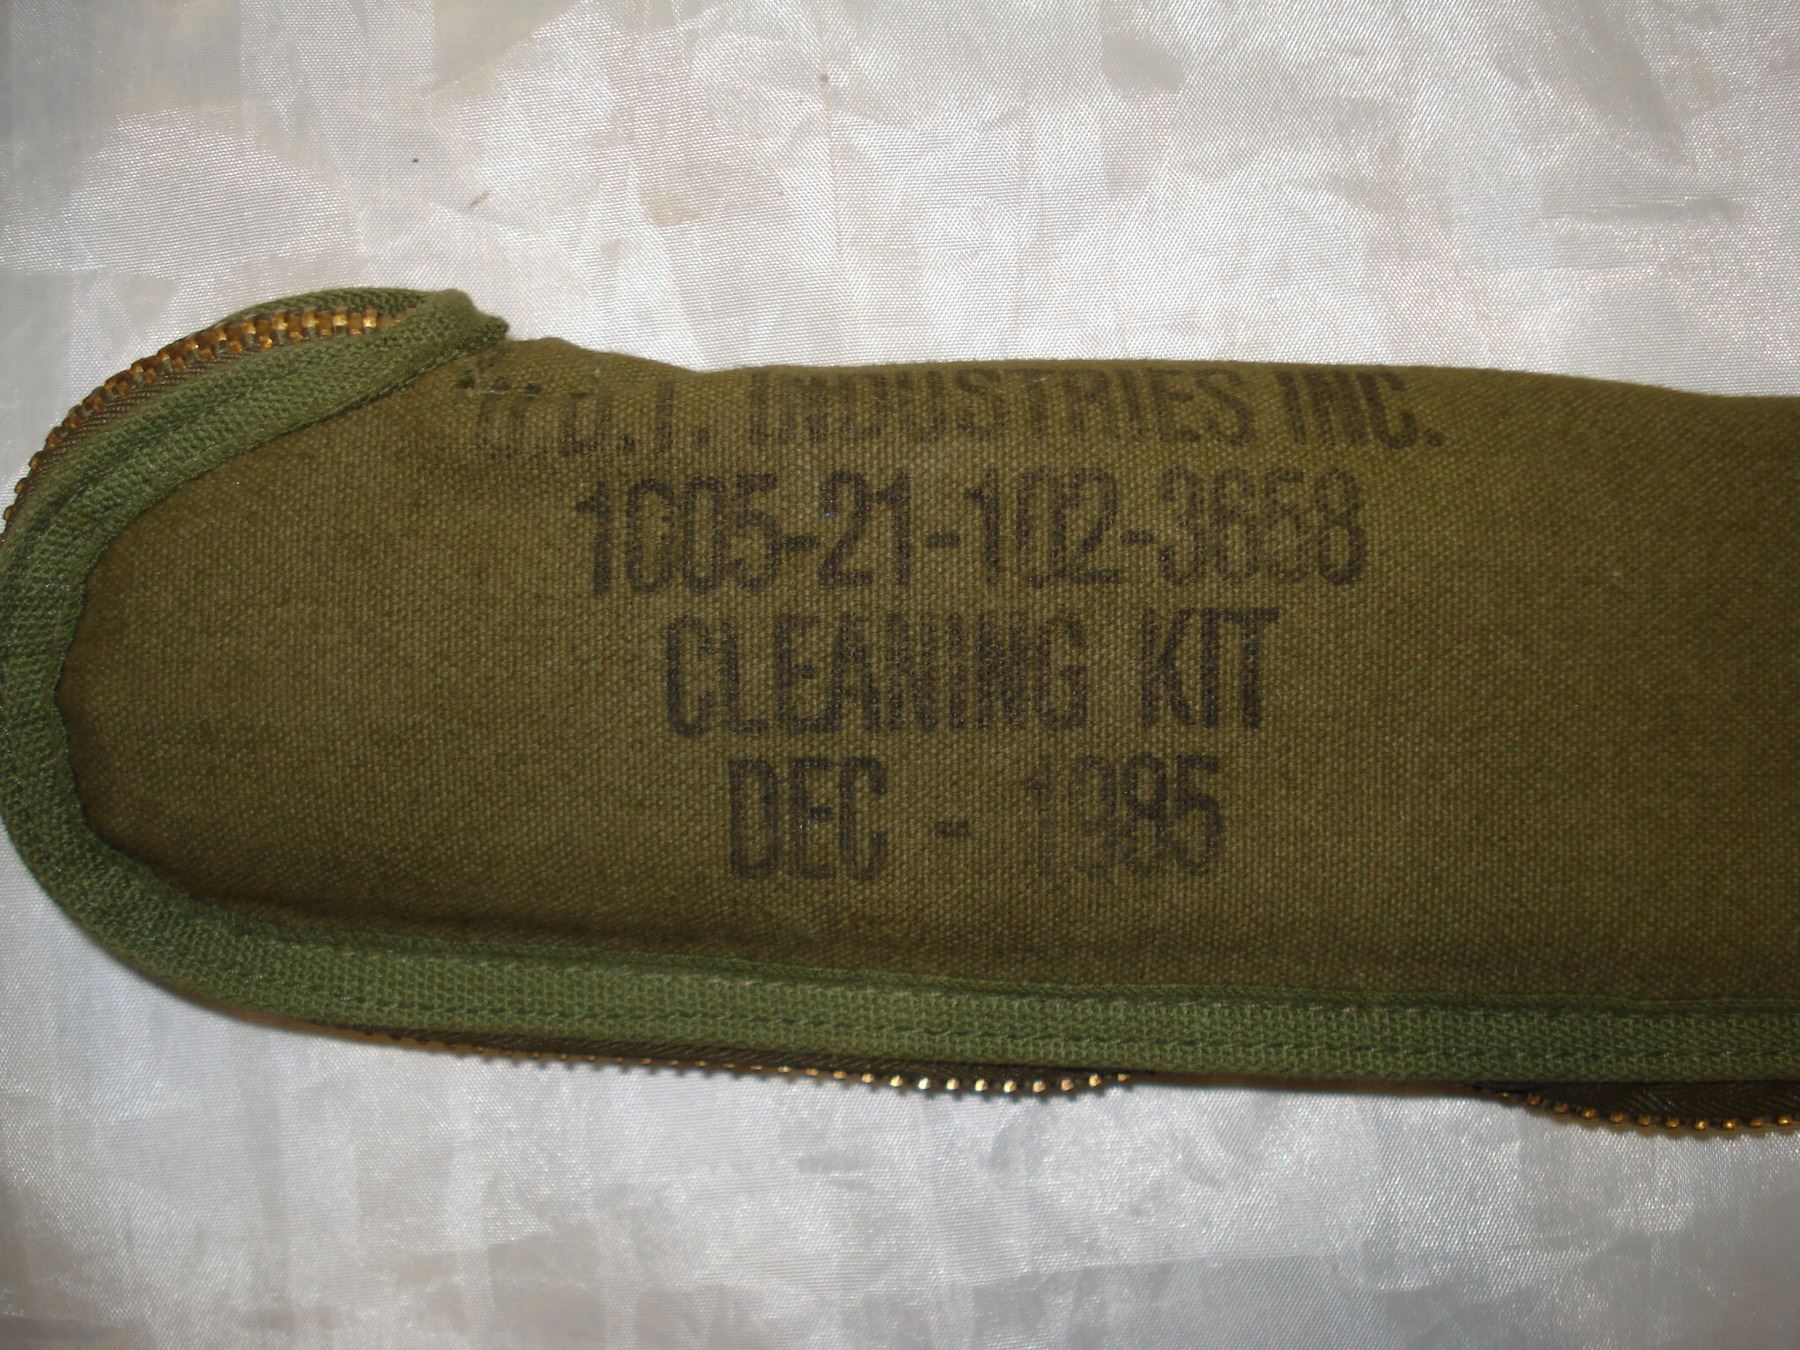 INDUSTRIES INC.
1005-21-102-3658
CLEANING KIT
DEC - 1985